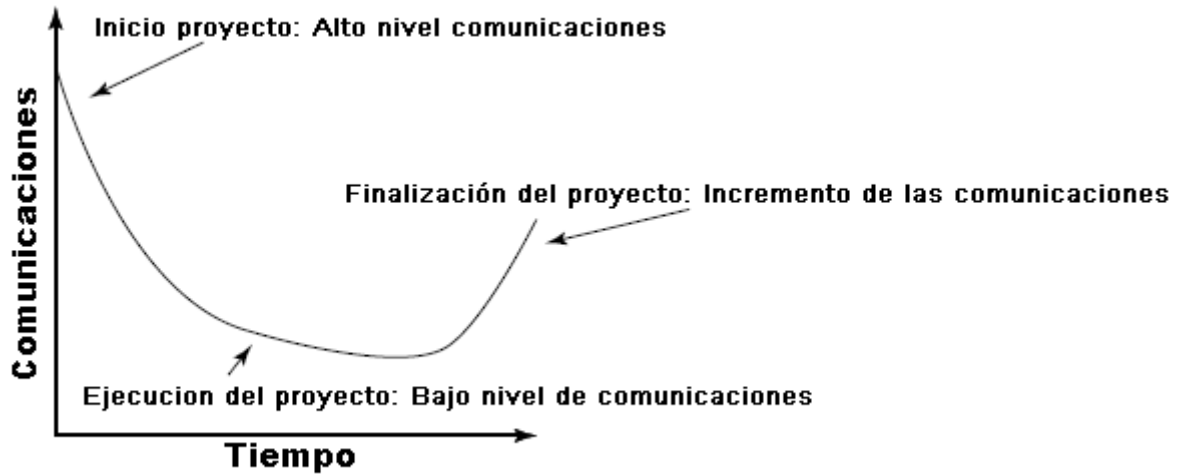 Inicio proyecto: Alto nivel comunicaciones
Comunicaciones
Finalización del proyecto: Incremento de las comunicaciones
Ejecucion del proyecto: Bajo nivel de comunicaciones
Tiempo